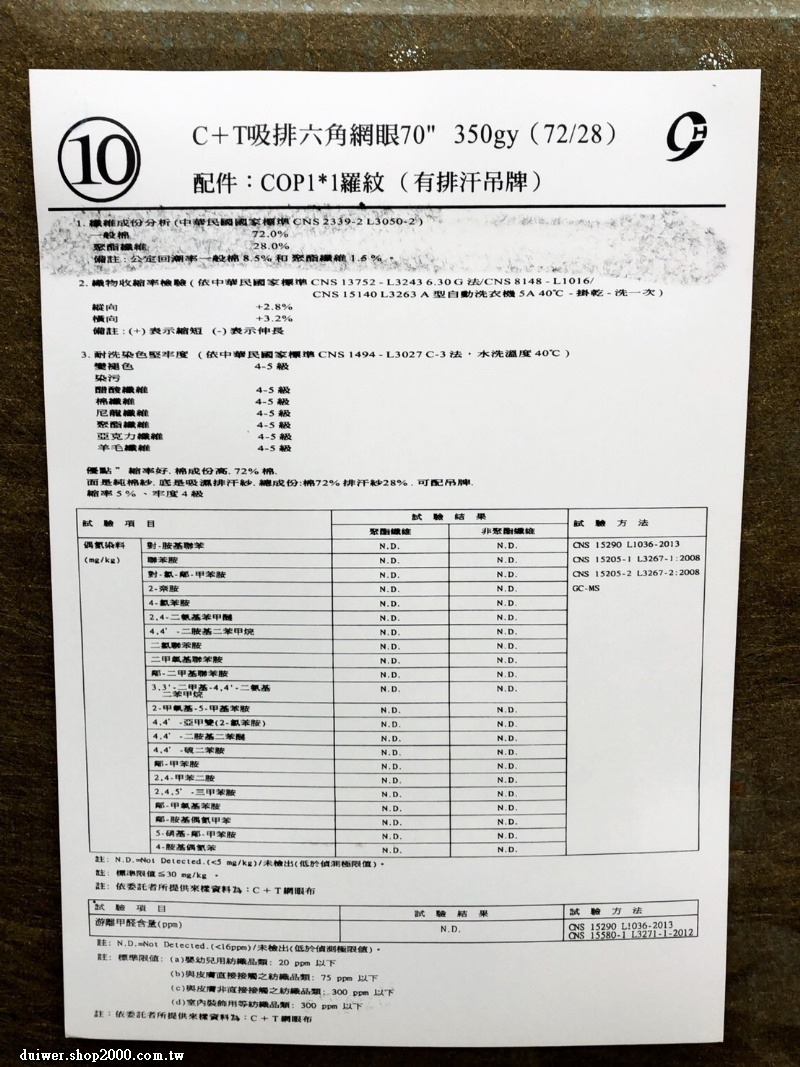 10
C+T吸排六角網眼70" 350gy(72/28)
配件:COP1*1羅紋 (有排汗吊牌)
9H
1. 纖維成份分析(中華民國國家標準 CNS 2339-2 L3050-2)
一般棉 72.0%
聚酯纖維 28.0%
備註:公定回潮率一般棉 8.5% 和 聚酯纖維 1.5 %。
2. 織物收縮率檢驗(依中華民國國家標準 CNS 13752 - L3243 6.30 G 法/CNS 8148 - L1016/
CNS 15140 L3263 A 型自動洗衣機 5A 40℃ - 掛乾 - 洗一次)
縱向 +2.8%
橫向 +3.2%
備註:(+)表示縮短 (-)表示伸長
3. 耐洗染色堅牢度 (依中華民國國家標準 CNS 1494 - L3027 C-3 法,水洗溫度 40℃)
變褪色 4-5 級
染污
醋酸纖維 4-5 級
棉纖維 4-5 級
尼龍纖維 4-5 級
聚酯纖維 4-5 級
亞克力纖維 4-5 級
羊毛纖維 4-5 級
優點" 縮率好. 棉成份高. 72% 棉.
面是純棉紗. 底是吸濕排汗紗. 總成份:棉72% 排汗紗28%. 可配吊牌.
縮率 5 % 、牢度 4 級
試 驗 項 目 試 驗 結 果 試 驗 方 法
聚酯纖維 非聚酯纖維
偶氮染料 對-胺基聯苯 N.D. N.D. CNS 15290 L1036-2013
(mg/kg) 聯苯胺 N.D. N.D. CNS 15205-1 L3267-1:2008
對-氯-鄰-甲苯胺 N.D. N.D. CNS 15205-2 L3267-2:2008
2-奈胺 N.D. N.D. GC-MS
4-氯苯胺 N.D. N.D.
2,4-二氨基苯甲醚 N.D. N.D.
4,4'-二胺基二苯甲烷 N.D. N.D.
二氯聯苯胺 N.D. N.D.
二甲氧基聯苯胺 N.D. N.D.
鄰-二甲基聯苯胺 N.D. N.D.
3,3'-二甲基-4,4'-二氨基
二苯甲烷 N.D. N.D.
2-甲氧基-5-甲基苯胺 N.D. N.D.
4,4'-亞甲雙(2-氯苯胺) N.D. N.D.
4,4'-二胺基二苯醚 N.D. N.D.
4,4'-硫二苯胺 N.D. N.D.
鄰-甲苯胺 N.D. N.D.
2,4-甲苯二胺 N.D. N.D.
2,4,5'-三甲苯胺 N.D. N.D.
鄰-甲氧基苯胺 N.D. N.D.
鄰-胺基偶氮甲苯 N.D. N.D.
5-硝基-鄰-甲苯胺 N.D. N.D.
4-胺基偶氮苯 N.D. N.D.
註: N.D.=Not Detected.(<5 mg/kg)/未檢出(低於偵測極限值)。
註: 標準限值≦30 mg/kg 。
註: 依委託者所提供來樣資料為:C+T網眼布
試 驗 項 目 試 驗 結 果 試 驗 方 法
游離甲醛含量(ppm) N.D. CNS 15290 L1036-2013
CNS 15580-1 L3271-1-2012
註: N.D.=Not Detected.(<16ppm)/未檢出(低於偵測極限值)。
註: 標準限值: (a)嬰幼兒用紡織品類: 20 ppm 以下
(b)與皮膚直接接觸之紡織品類: 75 ppm 以下
(c)與皮膚非直接接觸之紡織品類: 300 ppm 以下
(d)室內裝飾用等紡織品類: 300 ppm 以下
註:依委託者所提供來樣資料為:C+T網眼布
duiwer.shop2000.com.tw